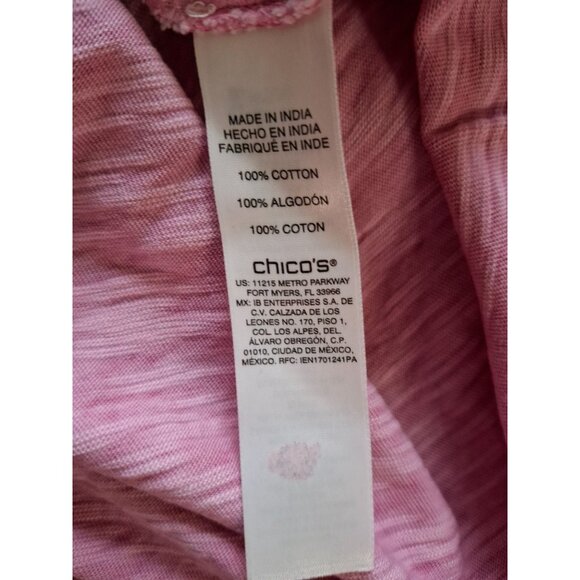 MADE IN INDIA
HECHO EN INDIA
FABRIQUÉ EN INDE
100% COTTON
100% ALGODÓN
100% COTON
chico's®
US: 11215 METRO PARKWAY
FORT MYERS, FL 33966
MX: IB ENTERPRISES S.A. DE
C.V. CALZADA DE LOS
LEONES NO. 170, PISO 1,
COL. LOS ALPES, DEL.
ÁLVARO OBREGÓN, C.P.
01010, CIUDAD DE MÉXICO,
MÉXICO. RFC: IEN1701241PA